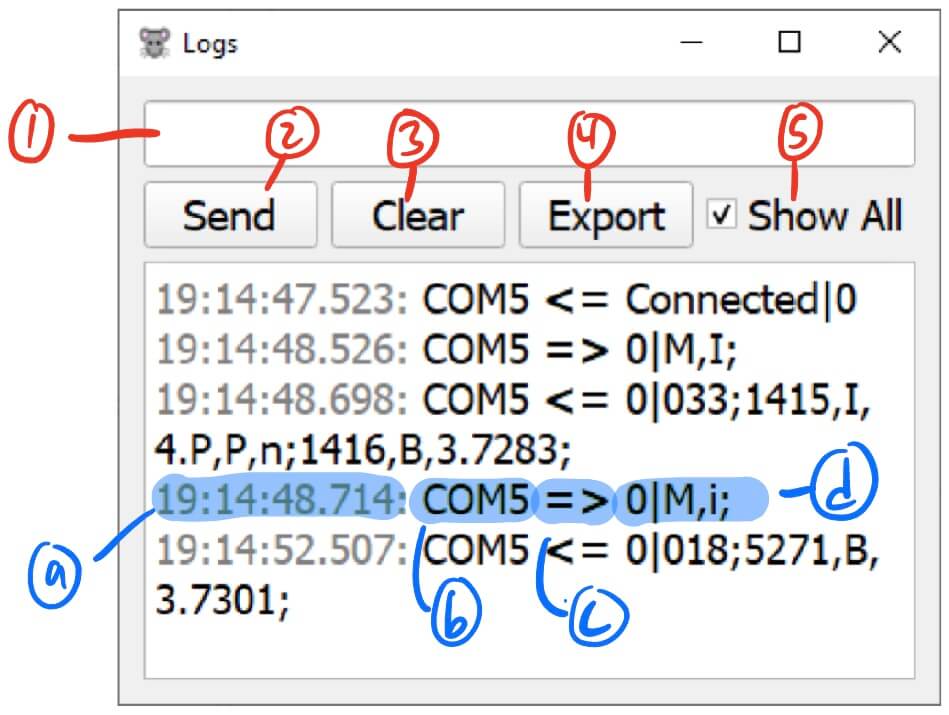 Logs
1
2 3 4 5
Send Clear Export Show All
19:14:47.523: COM5 <= Connected|0
19:14:48.526: COM5 => 0|M,I;
19:14:48.698: COM5 <= 0|033;1415,I,
4.P,P,n;1416,B,3.7283;
19:14:48.714: COM5 => 0|M,i;
d
19:14:52.507: COM5 <= 0|018;5271,B,
3.7301;
a
b
c